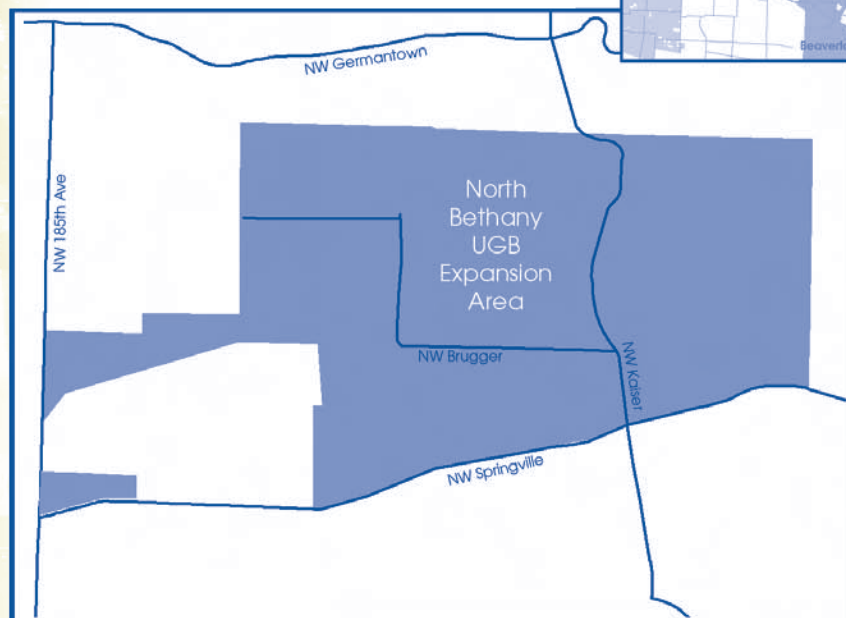 NW Germantown
NW 185th Ave
North
Bethany
UGB
Expansion
Area
NW Brugger
NW Kaiser
NW Springville